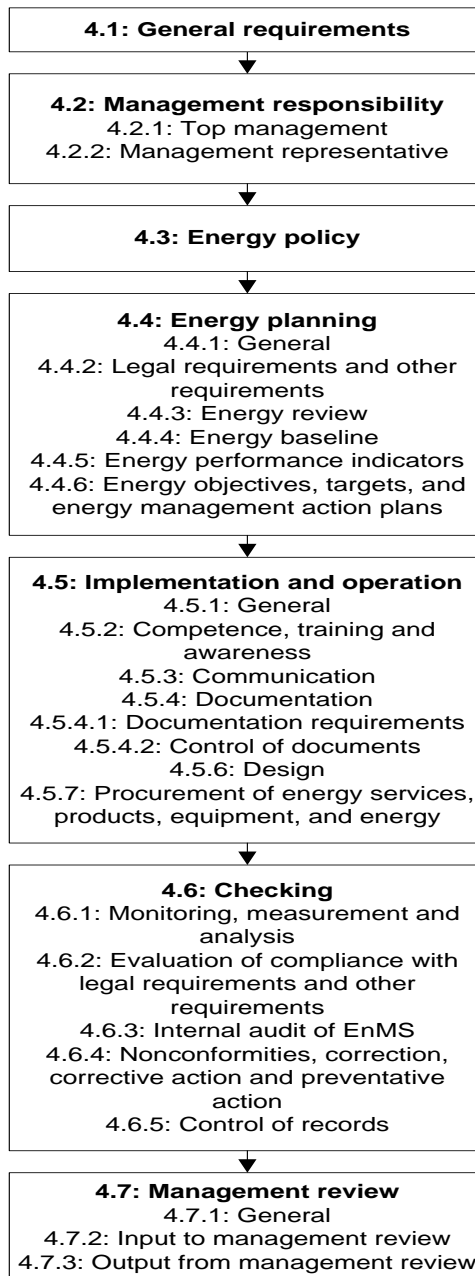 4.1: General requirements
4.2: Management responsibility
4.2.1: Top management
4.2.2: Management representative
4.3: Energy policy
4.4: Energy planning
4.4.1: General
4.4.2: Legal requirements and other
requirements
4.4.3: Energy review
4.4.4: Energy baseline
4.4.5: Energy performance indicators
4.4.6: Energy objectives, targets, and
energy management action plans
4.5: Implementation and operation
4.5.1: General
4.5.2: Competence, training and
awareness
4.5.3: Communication
4.5.4: Documentation
4.5.4.1: Documentation requirements
4.5.4.2: Control of documents
4.5.6: Design
4.5.7: Procurement of energy services,
products, equipment, and energy
4.6: Checking
4.6.1: Monitoring, measurement and
analysis
4.6.2: Evaluation of compliance with
legal requirements and other
requirements
4.6.3: Internal audit of EnMS
4.6.4: Nonconformities, correction,
corrective action and preventative
action
4.6.5: Control of records
4.7: Management review
4.7.1: General
4.7.2: Input to management review
4.7.3: Output from management review